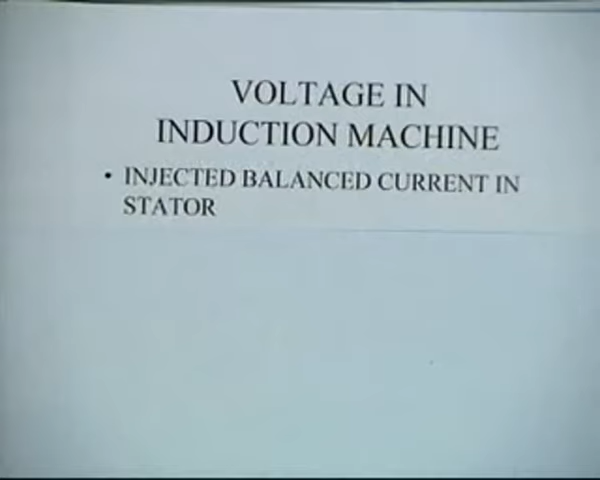 VOLTAGE IN
INDUCTION MACHINE
• INJECTED BALANCED CURRENT IN
STATOR